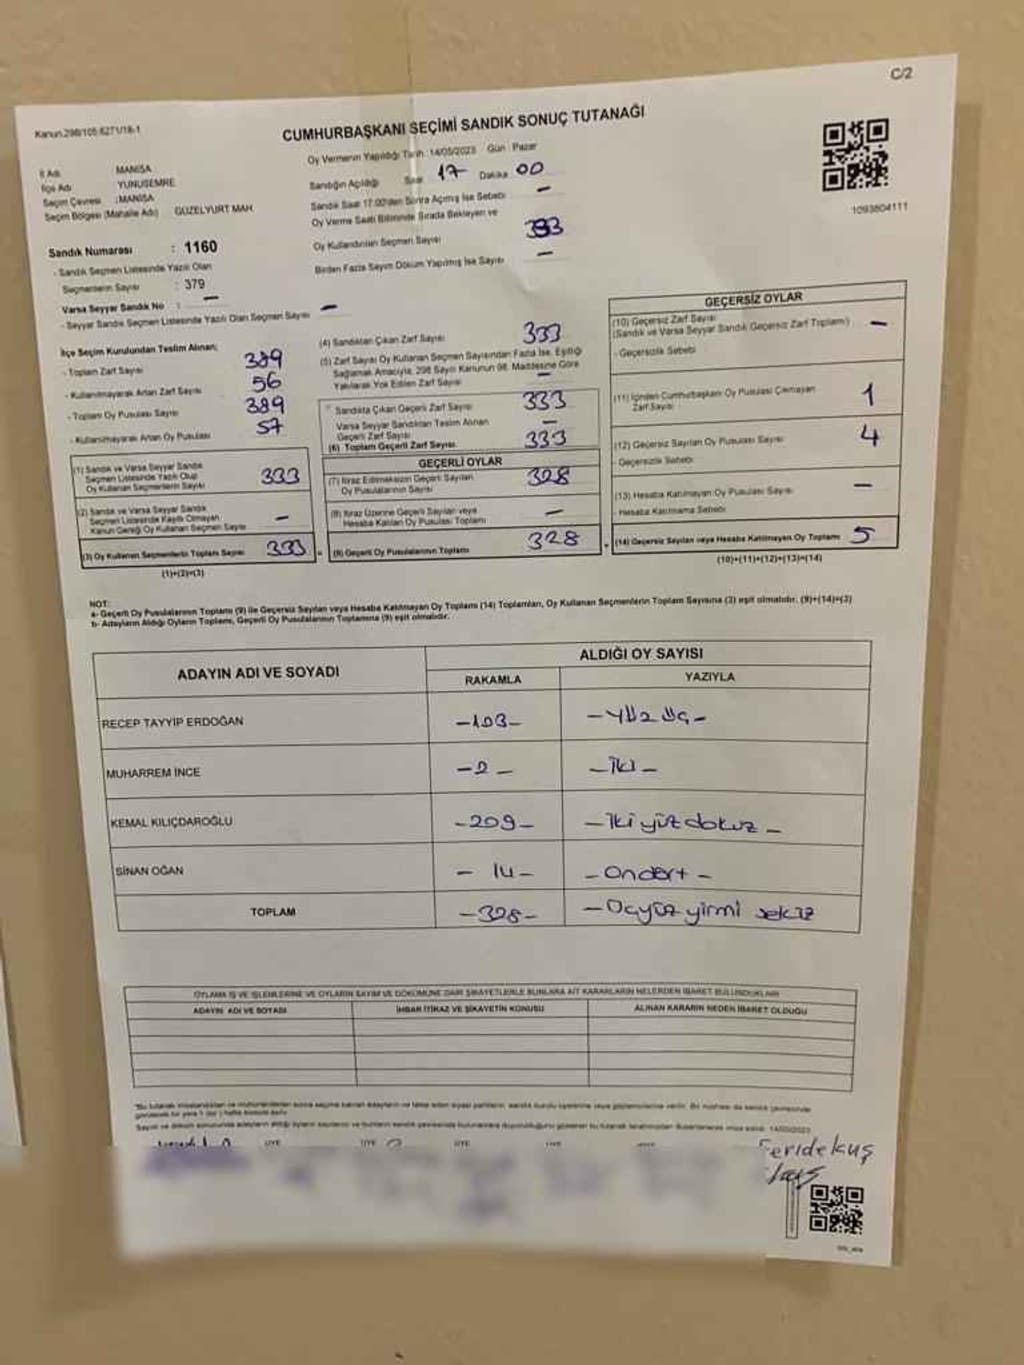 C/2
Kanun.298/105 6271/18-1
CUMHURBAŞKANI SEÇİMİ SANDIK SONUÇ TUTANAĞI
Oy Vermenin Yapıldığı Tarih :14/05/2023 Gün : Pazar
İl Adı MANİSA
İlçe Adı YUNUSEMRE
Seçim Çevresi :MANİSA
Seçim Bölgesi (Mahalle Adı) GÜZELYURT MAH
Sandığın Açıldığı Saat 17 Dakika 00
Sandık Saat 17:00'den Sonra Açılmış İse Sebebi —
Oy Verme Saati Bitiminde Sırada Bekleyen ve
Oy Kullandırılan Seçmen Sayısı
Birden Fazla Sayım Döküm Yapılmış İse Sayısı —
1093804111
Sandık Numarası : 1160
- Sandık Seçmen Listesinde Yazılı Olan
Seçmenlerin Sayısı : 379
Varsa Seyyar Sandık No : —
- Seyyar Sandık Seçmen Listesinde Yazılı Olan Seçmen Sayısı —
İlçe Seçim Kurulundan Teslim Alınan;
- Toplam Zarf Sayısı 389
- Kullanılmayarak Artan Zarf Sayısı 56
- Toplam Oy Pusulası Sayısı 389
- Kullanılmayarak Artan Oy Pusulası 57
(1) Sandık ve Varsa Seyyar Sandık
Seçmen Listesinde Yazılı Olup
Oy Kullanan Seçmenlerin Sayısı 333
(2) Sandık ve Varsa Seyyar Sandık
Seçmen Listesinde Kayıtlı Olmayan
Kanun Gereği Oy Kullanan Seçmen Sayısı —
(3) Oy Kullanan Seçmenlerin Toplam Sayısı 333
(1)+(2)=(3)
(4) Sandıktan Çıkan Zarf Sayısı 333
(5) Zarf Sayısı Oy Kullanan Seçmen Sayısından Fazla İse, Eşitliği
Sağlamak Amacıyla, 298 Sayılı Kanunun 98. Maddesine Göre
Yakılarak Yok Edilen Zarf Sayısı —
Sandıkta Çıkan Geçerli Zarf Sayısı 333
Varsa Seyyar Sandıktan Teslim Alınan
Geçerli Zarf Sayısı —
(6) Toplam Geçerli Zarf Sayısı 333
GEÇERLİ OYLAR
(7) İtiraz Edilmeksizin Geçerli Sayılan
Oy Pusulalarının Sayısı 328
(8) İtiraz Üzerine Geçerli Sayılan veya
Hesaba Katılan Oy Pusulası Toplamı —
(9) Geçerli Oy Pusulalarının Toplamı 328
GEÇERSİZ OYLAR
(10) Geçersiz Zarf Sayısı
(Sandık ve Varsa Seyyar Sandık Geçersiz Zarf Toplamı) —
- Geçersizlik Sebebi
(11) İçinden Cumhurbaşkanı Oy Pusulası Çıkmayan
Zarf Sayısı 1
(12) Geçersiz Sayılan Oy Pusulası Sayısı 4
- Geçersizlik Sebebi
(13) Hesaba Katılmayan Oy Pusulası Sayısı —
- Hesaba Katılmama Sebebi
(14) Geçersiz Sayılan veya Hesaba Katılmayan Oy Toplamı 5
(10)+(11)+(12)+(13)=(14)
NOT:
a- Geçerli Oy Pusulalarının Toplamı (9) ile Geçersiz Sayılan veya Hesaba Katılmayan Oy Toplamı (14) Toplamları, Oy Kullanan Seçmenlerin Toplam Sayısına (3) eşit olmalıdır. (9)+(14)=(3)
b- Adayların Aldığı Oyların Toplamı, Geçerli Oy Pusulalarının Toplamına (9) eşit olmalıdır.
ADAYIN ADI VE SOYADI ALDIĞI OY SAYISI
RAKAMLA YAZIYLA
RECEP TAYYİP ERDOĞAN -103- -Yüz üç-
MUHARREM İNCE -2- -İki-
KEMAL KILIÇDAROĞLU -209- -İki yüz dokuz-
SİNAN OĞAN -14- -Ondört-
TOPLAM -328- -Üçyüz yirmi sekiz
OYLAMA İŞ VE İŞLEMLERİNE VE OYLARIN SAYIM VE DÖKÜMÜNE DAİR ŞİKAYETLERLE BUNLARA AİT KARARLARIN NELERDEN İBARET BULUNDUKLARI
ADAYIN ADI VE SOYADI İHBAR İTİRAZ VE ŞİKAYETİN KONUSU ALINAN KARARIN NEDEN İBARET OLDUĞU
ÜYE ÜYE ÜYE
Feride kuş